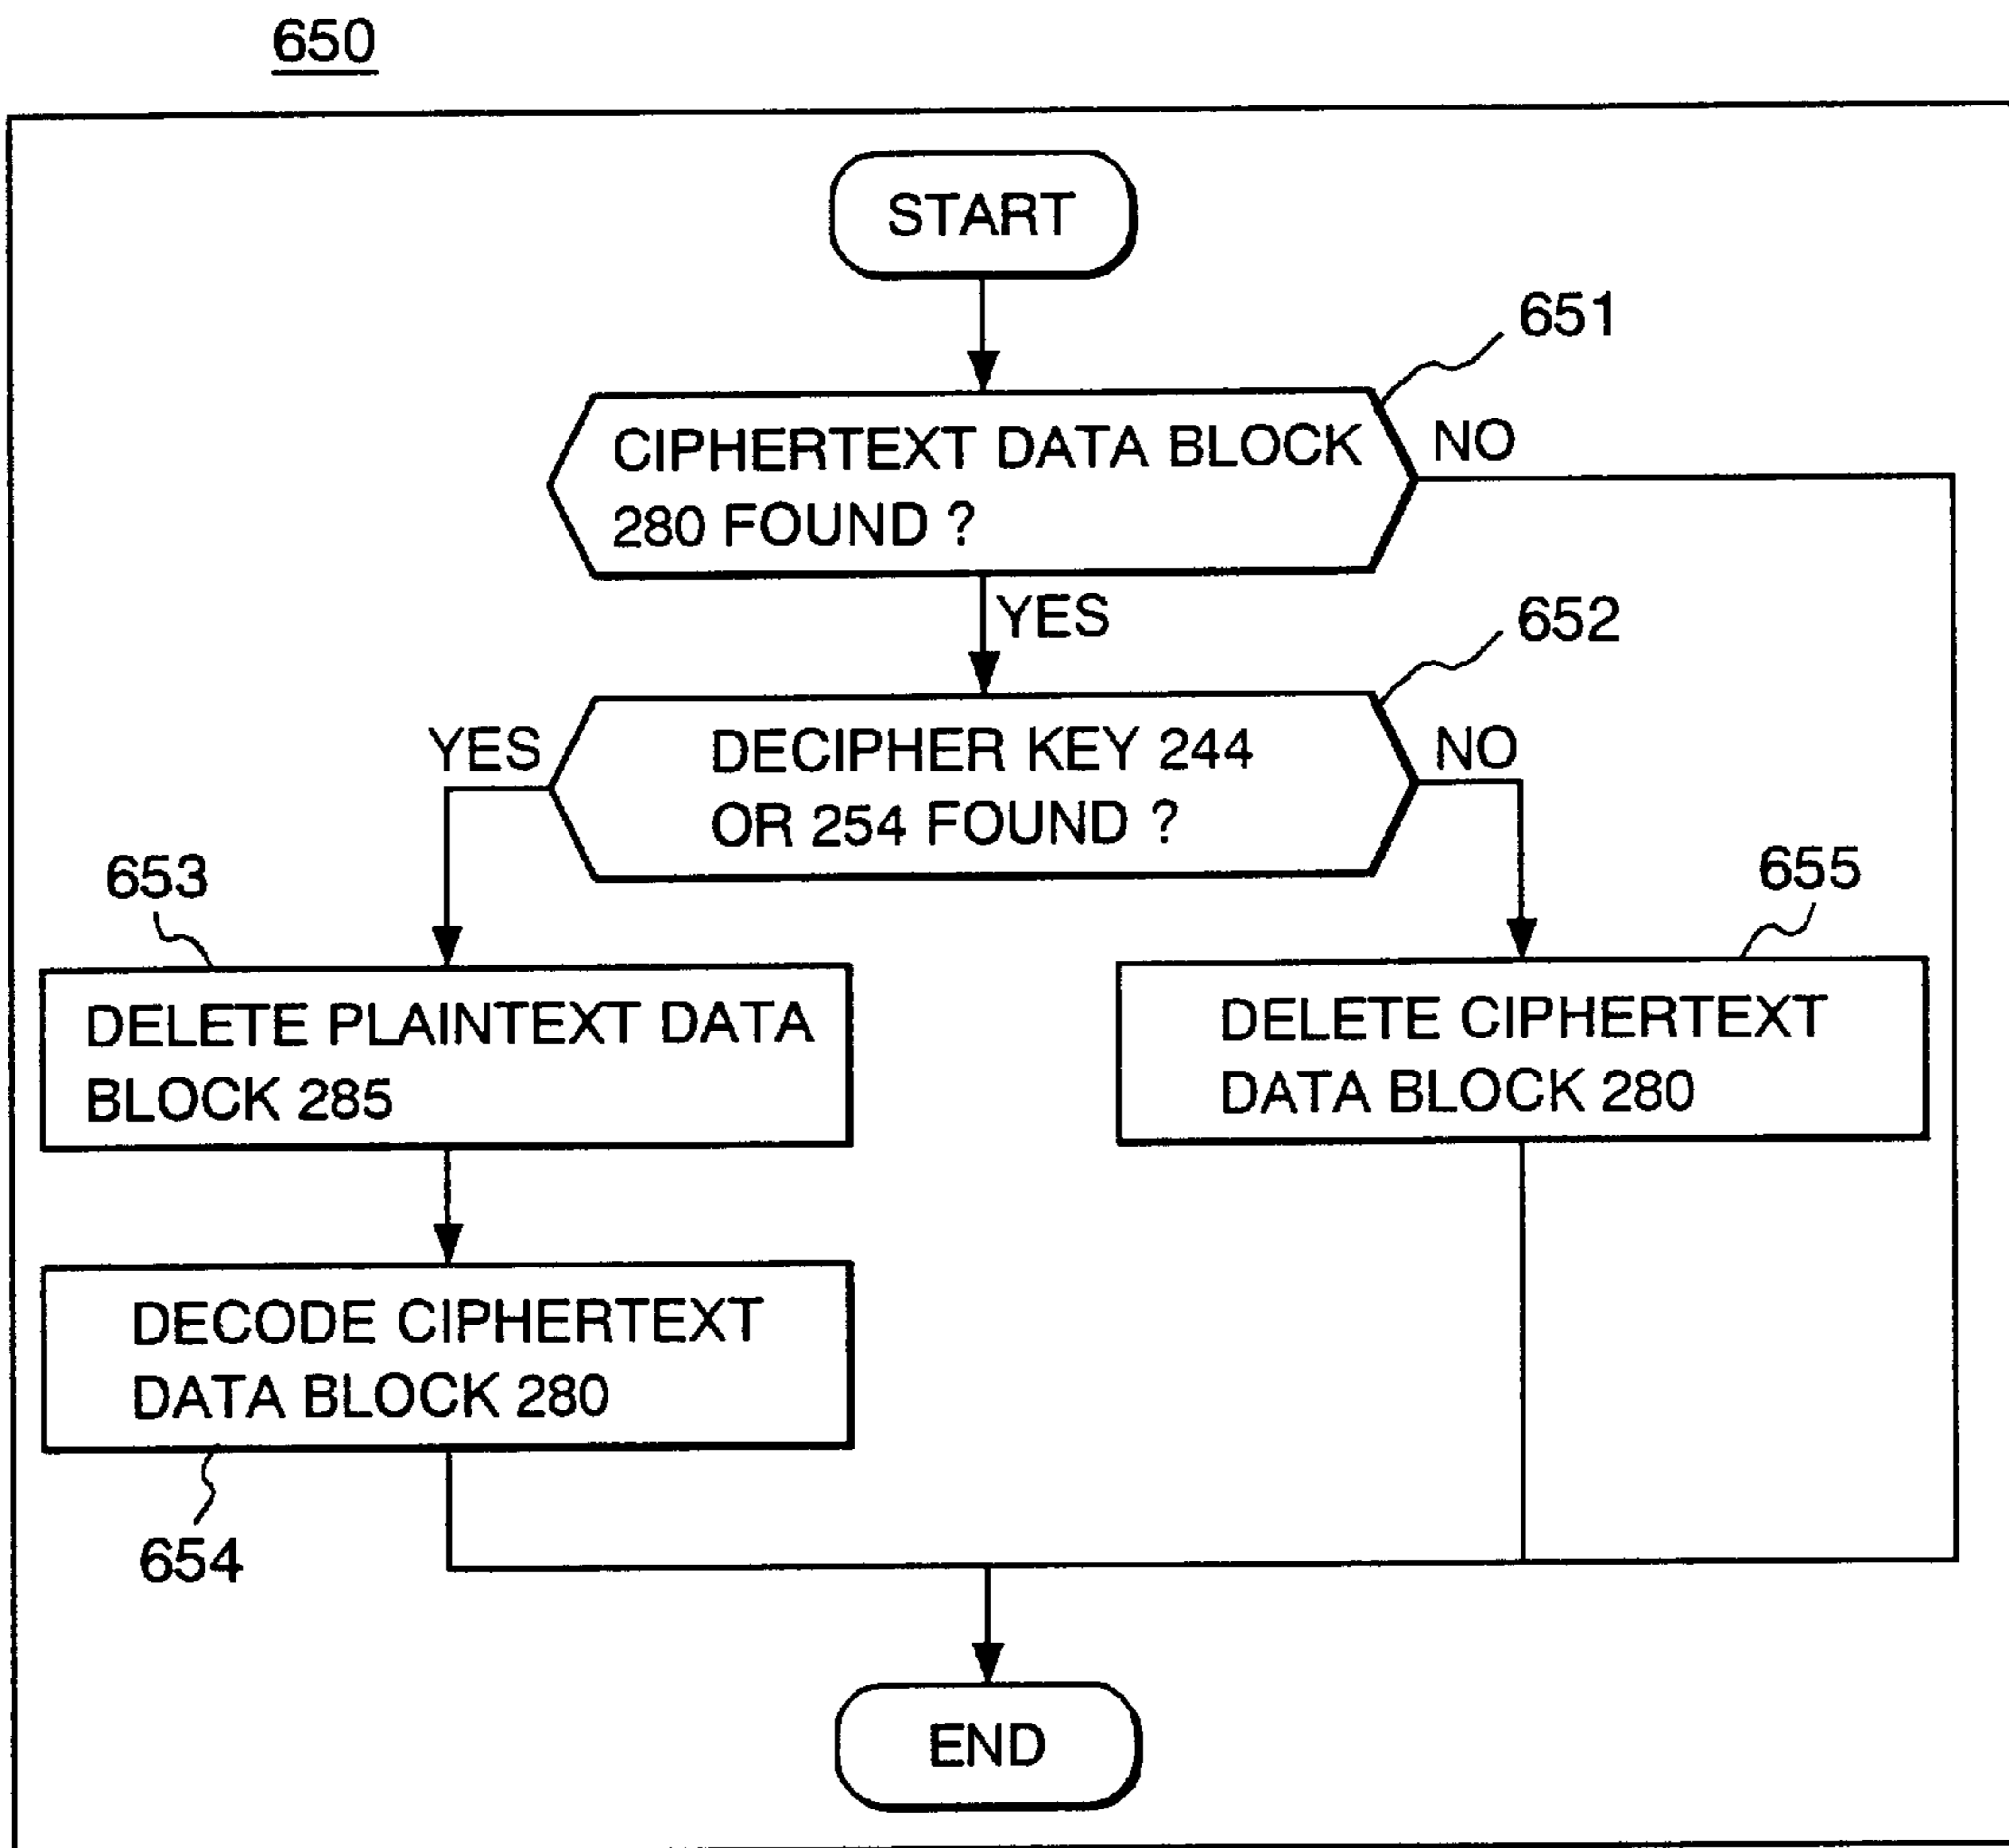 650
START
651
CIPHERTEXT DATA BLOCK
280 FOUND ?
NO
YES
652
DECIPHER KEY 244
OR 254 FOUND ?
YES
NO
653
655
DELETE PLAINTEXT DATA
BLOCK 285
DELETE CIPHERTEXT
DATA BLOCK 280
DECODE CIPHERTEXT
DATA BLOCK 280
654
END